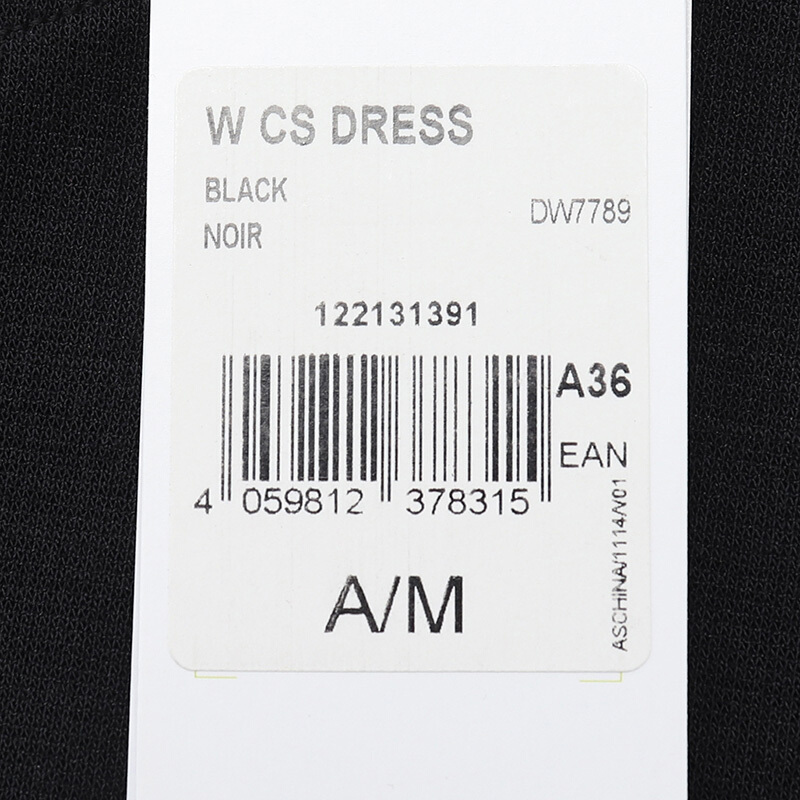 W CS DRESS
BLACK
NOIR
DW7789
122131391
A36
EAN
4 059812 378315
A/M
ASCHINA/1114/V01